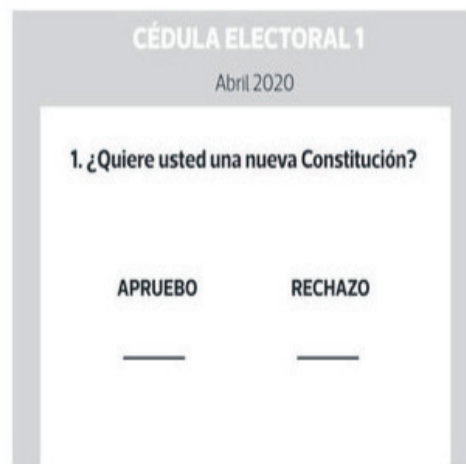 CÉDULA ELECTORAL 1
Abril 2020
1. ¿Quiere usted una nueva Constitución?
APRUEBO RECHAZO